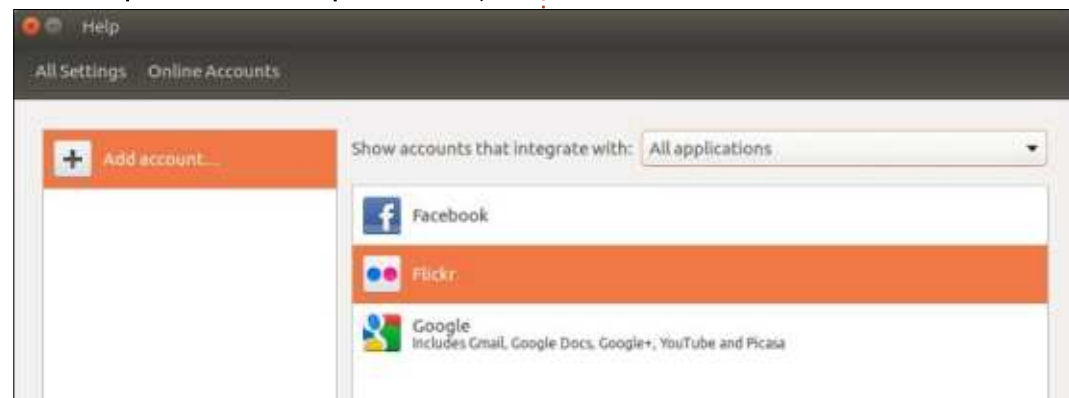 Help
All Settings Online Accounts
Add account...
Show accounts that integrate with: All applications
Facebook
Flickr
Google
Includes Gmail, Google Docs, Google+, YouTube and Picasa